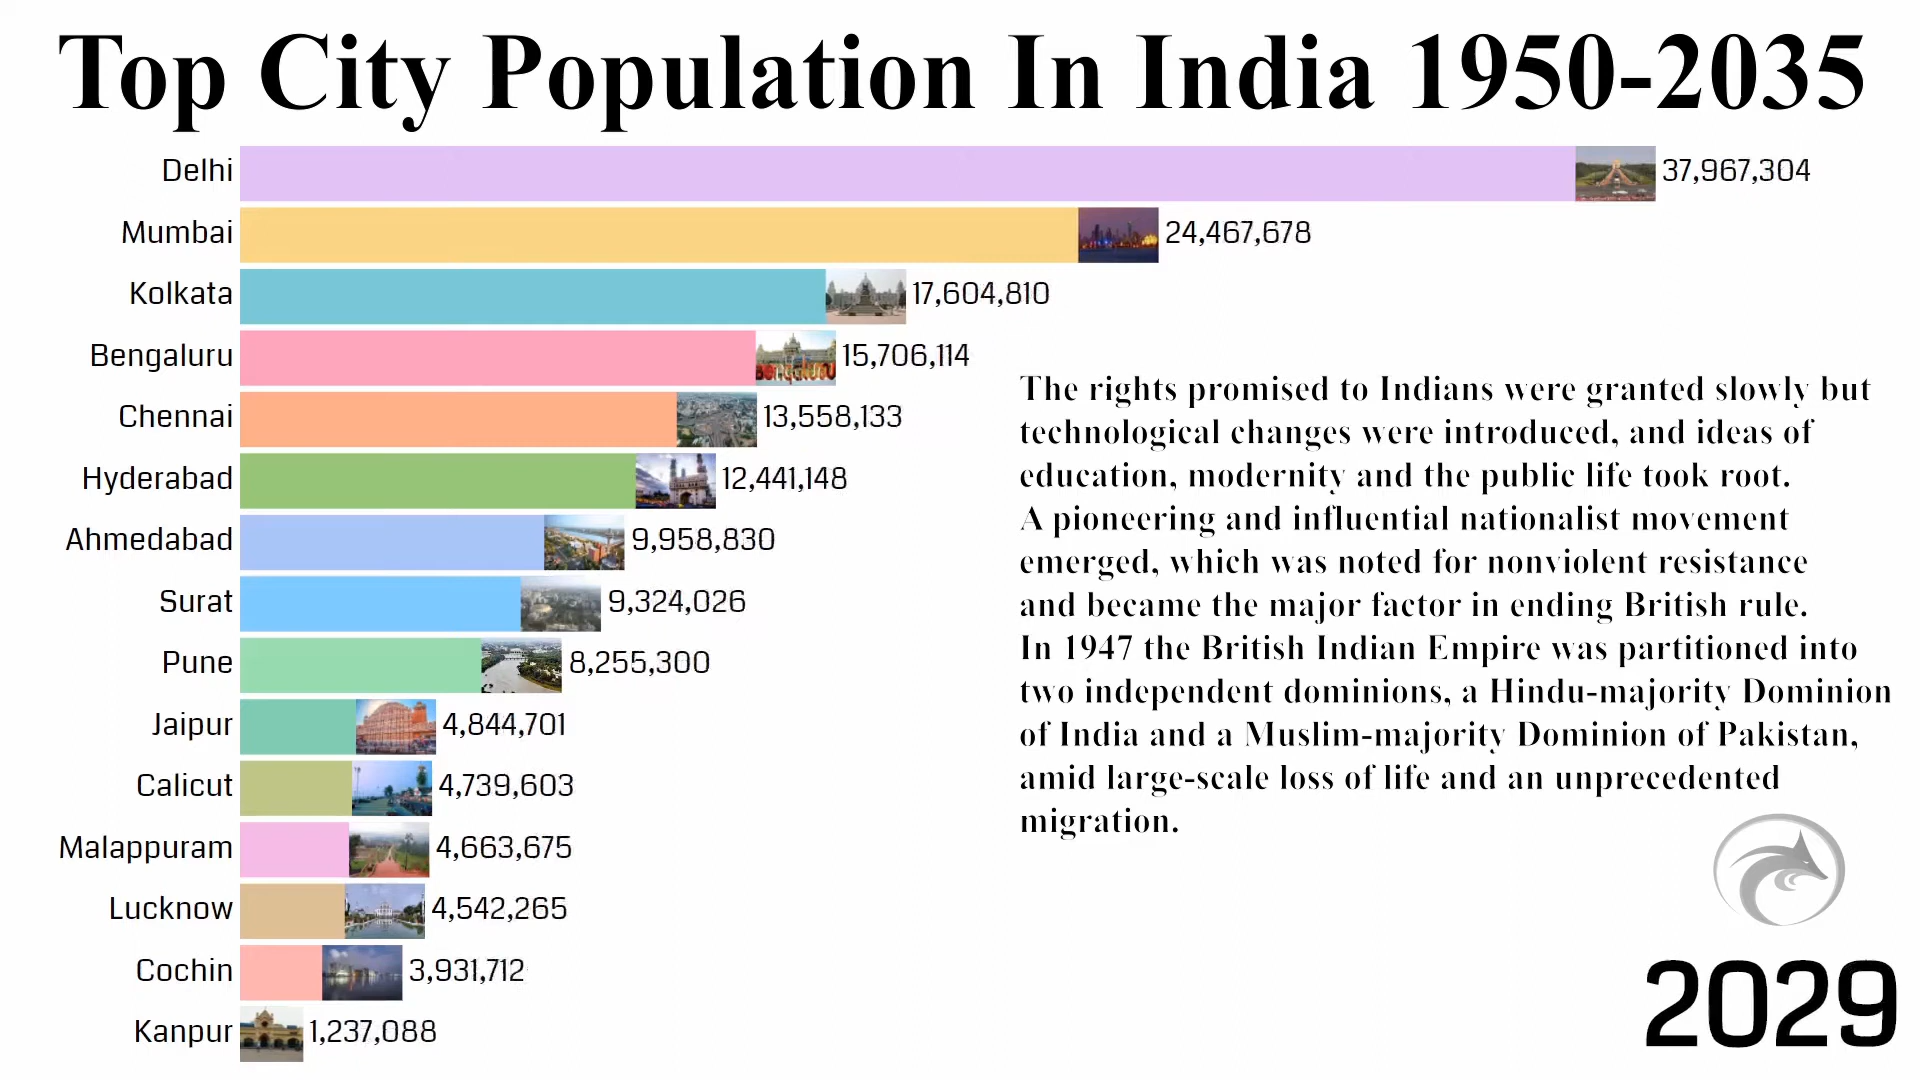 Top City Population In India 1950-2035
Delhi 37,967,304
Mumbai 24,467,678
Kolkata 17,604,810
Bengaluru 15,706,114
Chennai 13,558,133
Hyderabad 12,441,148
Ahmedabad 9,958,830
Surat 9,324,026
Pune 8,255,300
Jaipur 4,844,701
Calicut 4,739,603
Malappuram 4,663,675
Lucknow 4,542,265
Cochin 3,931,712
Kanpur 1,237,088
The rights promised to Indians were granted slowly but
technological changes were introduced, and ideas of
education, modernity and the public life took root.
A pioneering and influential nationalist movement
emerged, which was noted for nonviolent resistance
and became the major factor in ending British rule.
In 1947 the British Indian Empire was partitioned into
two independent dominions, a Hindu-majority Dominion
of India and a Muslim-majority Dominion of Pakistan,
amid large-scale loss of life and an unprecedented
migration.
2029